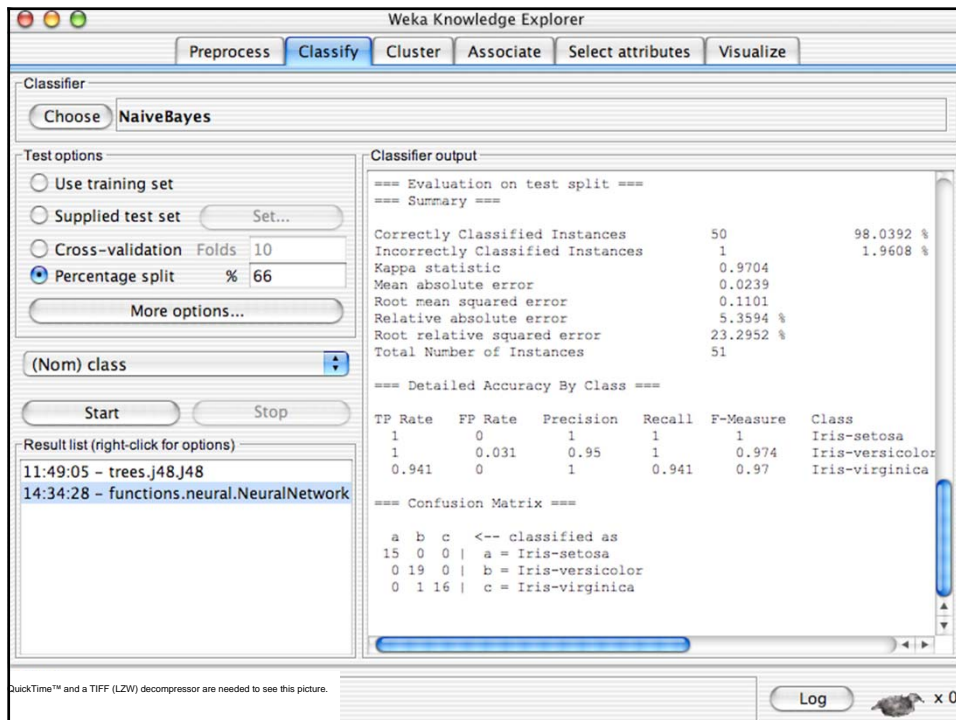 Weka Knowledge Explorer
Preprocess Classify Cluster Associate Select attributes Visualize
Classifier
Choose NaiveBayes
Test options
Use training set
Supplied test set Set...
Cross-validation Folds 10
Percentage split % 66
More options...
(Nom) class
Start Stop
Result list (right-click for options)
11:49:05 – trees.j48.J48
14:34:28 – functions.neural.NeuralNetwork
Classifier output
=== Evaluation on test split ===
=== Summary ===
Correctly Classified Instances 50 98.0392 %
Incorrectly Classified Instances 1 1.9608 %
Kappa statistic 0.9704
Mean absolute error 0.0239
Root mean squared error 0.1101
Relative absolute error 5.3594 %
Root relative squared error 23.2952 %
Total Number of Instances 51
=== Detailed Accuracy By Class ===
TP Rate FP Rate Precision Recall F-Measure Class
1 0 1 1 1 Iris-setosa
1 0.031 0.95 1 0.974 Iris-versicolor
0.941 0 1 0.941 0.97 Iris-virginica
=== Confusion Matrix ===
a b c <-- classified as
15 0 0 | a = Iris-setosa
0 19 0 | b = Iris-versicolor
0 1 16 | c = Iris-virginica
QuickTime™ and a TIFF (LZW) decompressor are needed to see this picture.
Log x 0